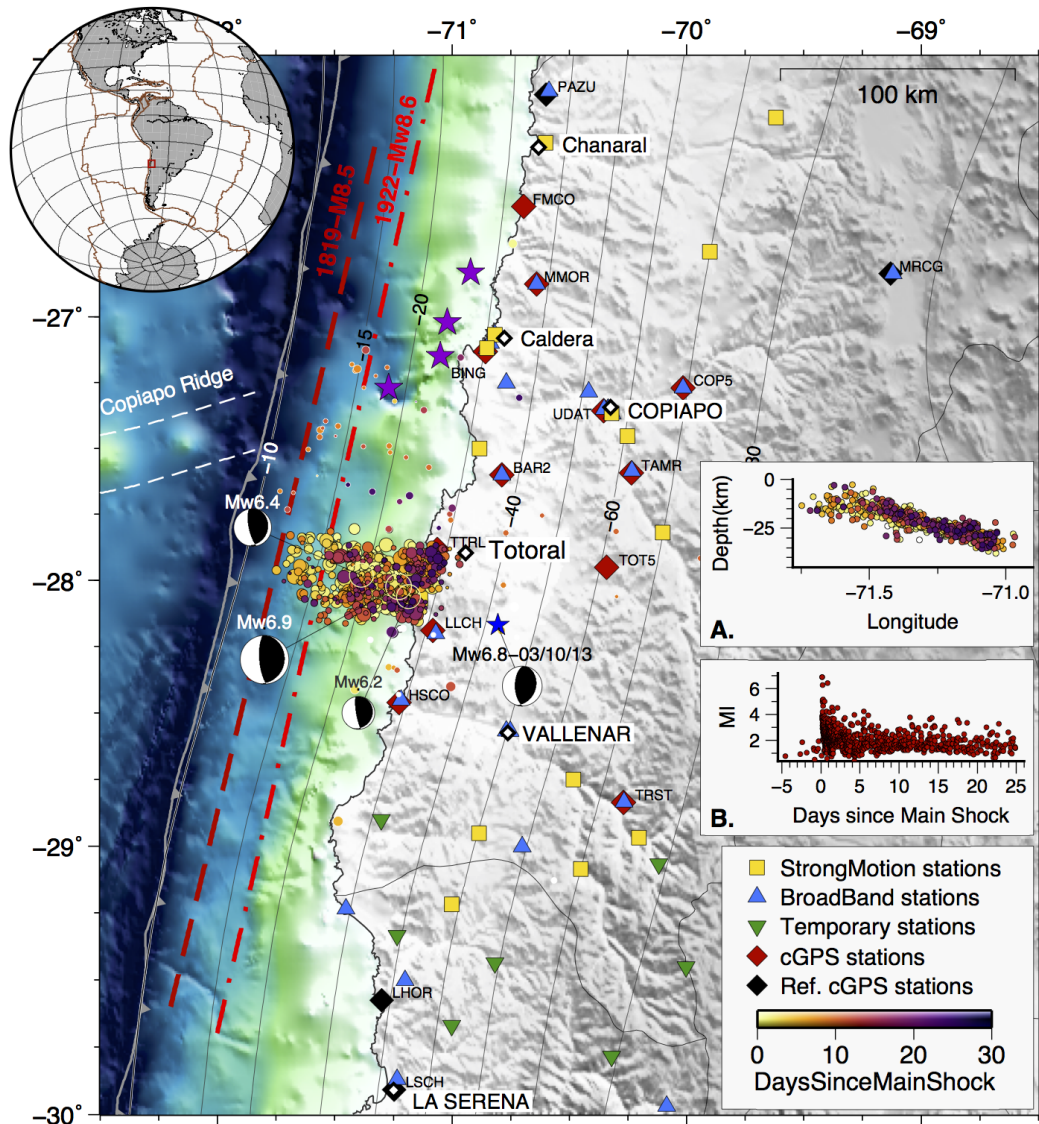 −71
−70
−69
100 km
PAZU
Chanaral
FMCO
1819−M8.5
1922−Mw8.6
MMOR
MRCG
−27
−20
−15
Caldera
BING
Copiapo Ridge
COP5
UDAT
COPIAPO
−10
BAR2
TAMR
−40
−60
Mw6.4
TTRL
Totoral
TOT5
−28
LLCH
Mw6.9
Mw6.8−03/10/13
Mw6.2
HSCO
VALLENAR
TRST
−29
LHOR
LSCH
LA SERENA
−30
0
−25
Depth(km)
−71.5
−71.0
Longitude
A.
6
4
2
Ml
−5
0
5
10
15
20
25
Days since Main Shock
B.
StrongMotion stations
BroadBand stations
Temporary stations
cGPS stations
Ref. cGPS stations
0
10
20
30
DaysSinceMainShock